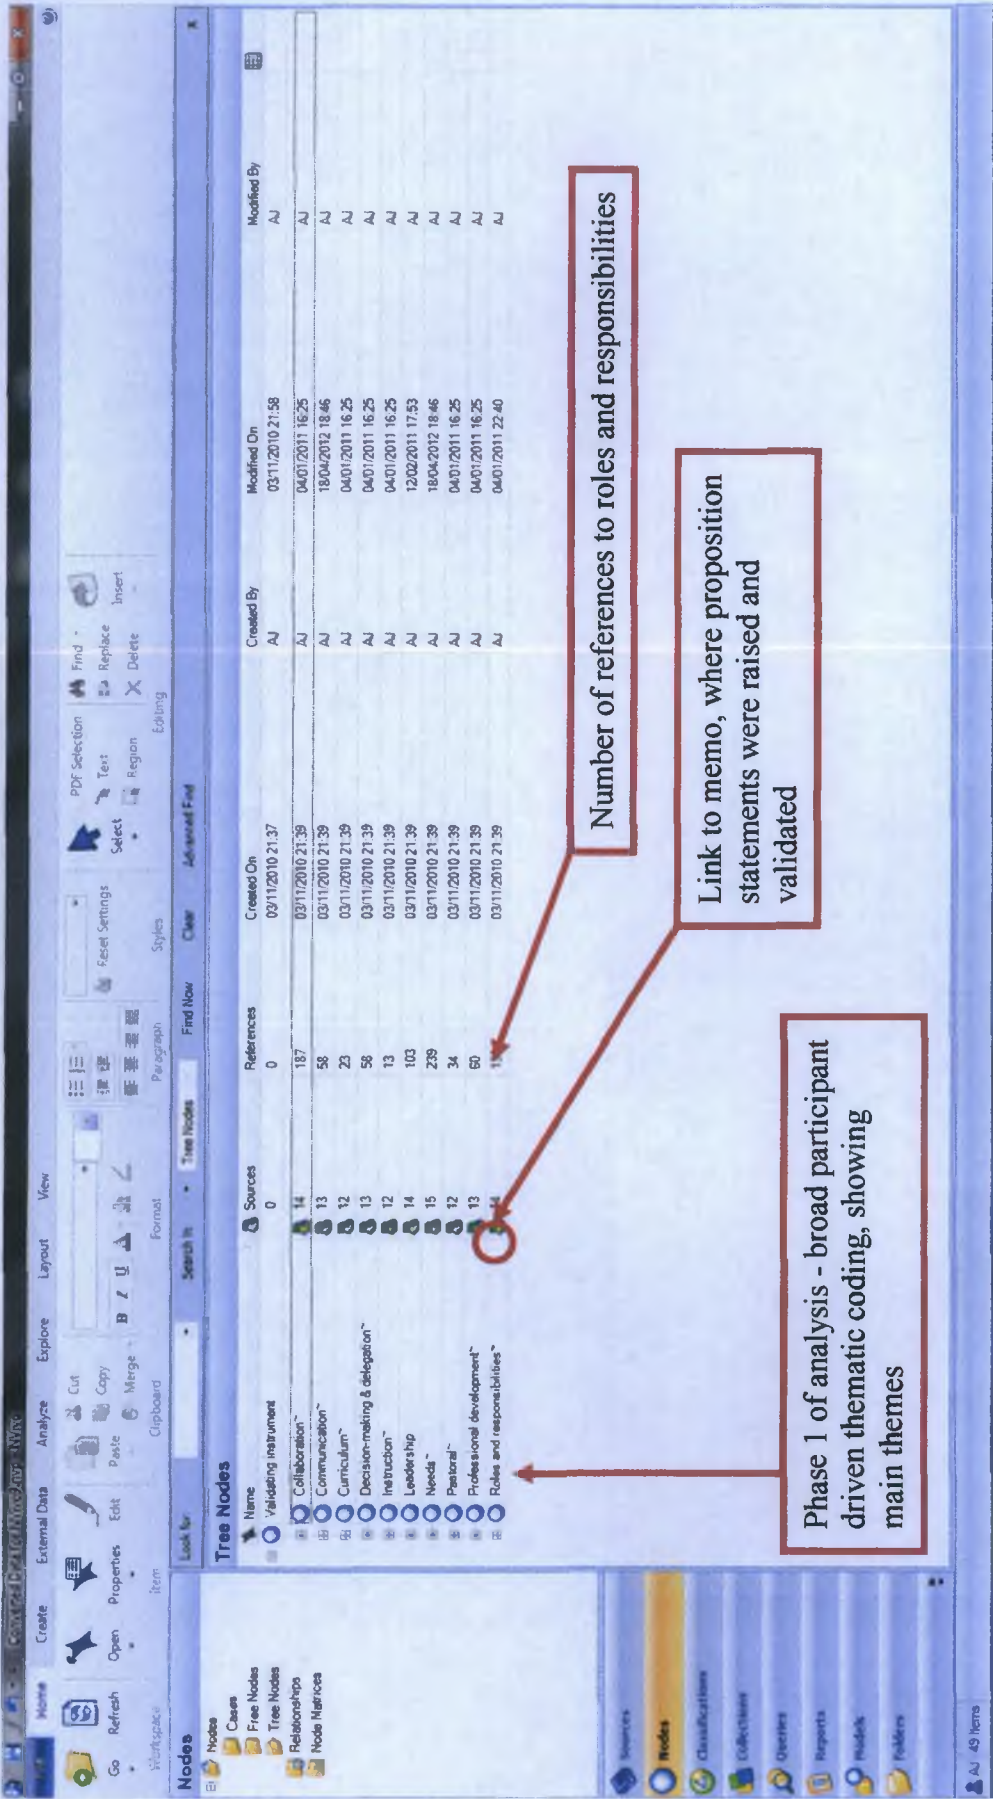 Home Create External Data Analyze Explore Layout View
Go Refresh Open Properties Edit Paste Cut
Copy
Merge
B I U A
Reset Settings
PDF Selection
Select Text
Region
Find
Replace
Delete
Insert
Workspace Item Clipboard Format Paragraph Styles Editing
Look for Search In Tree Nodes Find Now Clear Advanced Find X
Nodes
Nodes
Cases
Free Nodes
Tree Nodes
Relationships
Node Matrices
Sources
Nodes
Classifications
Collections
Queries
Reports
Models
Folders
Tree Nodes
Name Sources References Created On Created By Modified On Modified By
Validating instrument 0 0 03/11/2010 21:37 AJ 03/11/2010 21:58 AJ
Collaboration~ 14 187 03/11/2010 21:39 AJ 04/01/2011 16:25 AJ
Communication~ 13 58 03/11/2010 21:39 AJ 18/04/2012 18:46 AJ
Curriculum~ 12 23 03/11/2010 21:39 AJ 04/01/2011 16:25 AJ
Decision-making & delegation~ 13 58 03/11/2010 21:39 AJ 04/01/2011 16:25 AJ
Instruction~ 12 13 03/11/2010 21:39 AJ 04/01/2011 16:25 AJ
Leadership 14 103 03/11/2010 21:39 AJ 12/02/2011 17:53 AJ
Needs~ 15 239 03/11/2010 21:39 AJ 18/04/2012 18:46 AJ
Pastoral~ 12 34 03/11/2010 21:39 AJ 04/01/2011 16:25 AJ
Professional development~ 13 60 03/11/2010 21:39 AJ 04/01/2011 16:25 AJ
Roles and responsibilities~ 14 03/11/2010 21:39 AJ 04/01/2011 22:40 AJ
Number of references to roles and responsibilities
Link to memo, where proposition
statements were raised and
validated
Phase 1 of analysis - broad participant
driven thematic coding, showing
main themes
AJ 49 Items